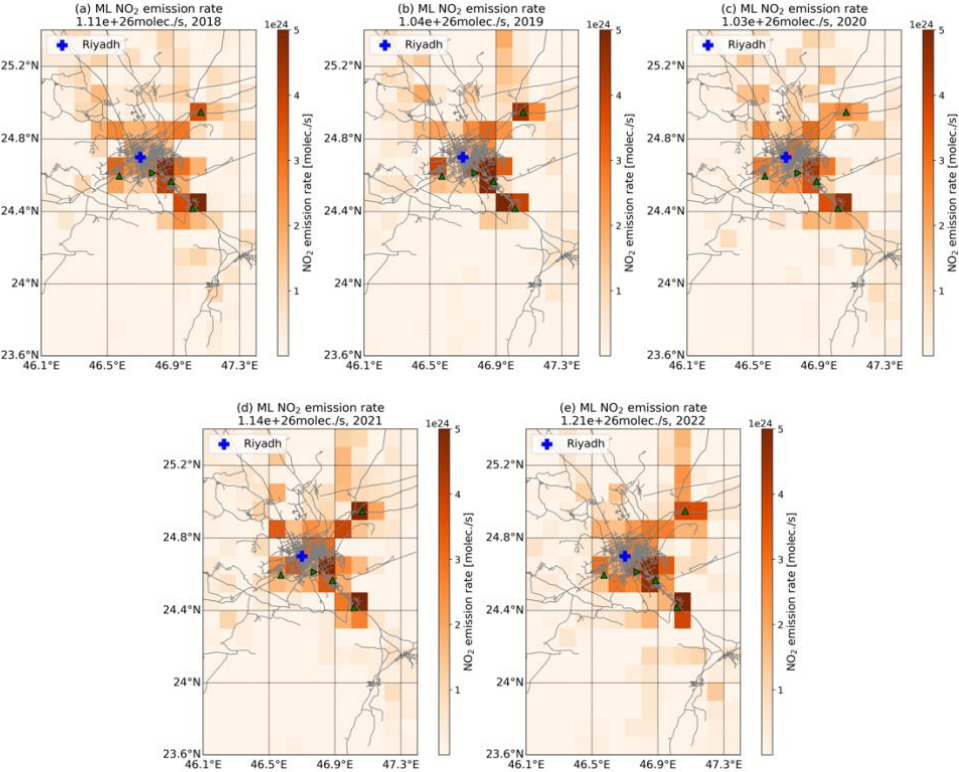 (a) ML NO₂ emission rate
1.11e+26molec./s, 2018
1e24
Riyadh
25.2°N
24.8°N
24.4°N
24°N
23.6°N
46.1°E 46.5°E 46.9°E 47.3°E
5
4
3
2
1
NO₂ emission rate [molec./s]
(b) ML NO₂ emission rate
1.04e+26molec./s, 2019
1e24
Riyadh
25.2°N
24.8°N
24.4°N
24°N
23.6°N
46.1°E 46.5°E 46.9°E 47.3°E
5
4
3
2
1
NO₂ emission rate [molec./s]
(c) ML NO₂ emission rate
1.03e+26molec./s, 2020
1e24
Riyadh
25.2°N
24.8°N
24.4°N
24°N
23.6°N
46.1°E 46.5°E 46.9°E 47.3°E
5
4
3
2
1
NO₂ emission rate [molec./s]
(d) ML NO₂ emission rate
1.14e+26molec./s, 2021
1e24
Riyadh
25.2°N
24.8°N
24.4°N
24°N
23.6°N
46.1°E 46.5°E 46.9°E 47.3°E
5
4
3
2
1
NO₂ emission rate [molec./s]
(e) ML NO₂ emission rate
1.21e+26molec./s, 2022
1e24
Riyadh
25.2°N
24.8°N
24.4°N
24°N
23.6°N
46.1°E 46.5°E 46.9°E 47.3°E
5
4
3
2
1
NO₂ emission rate [molec./s]